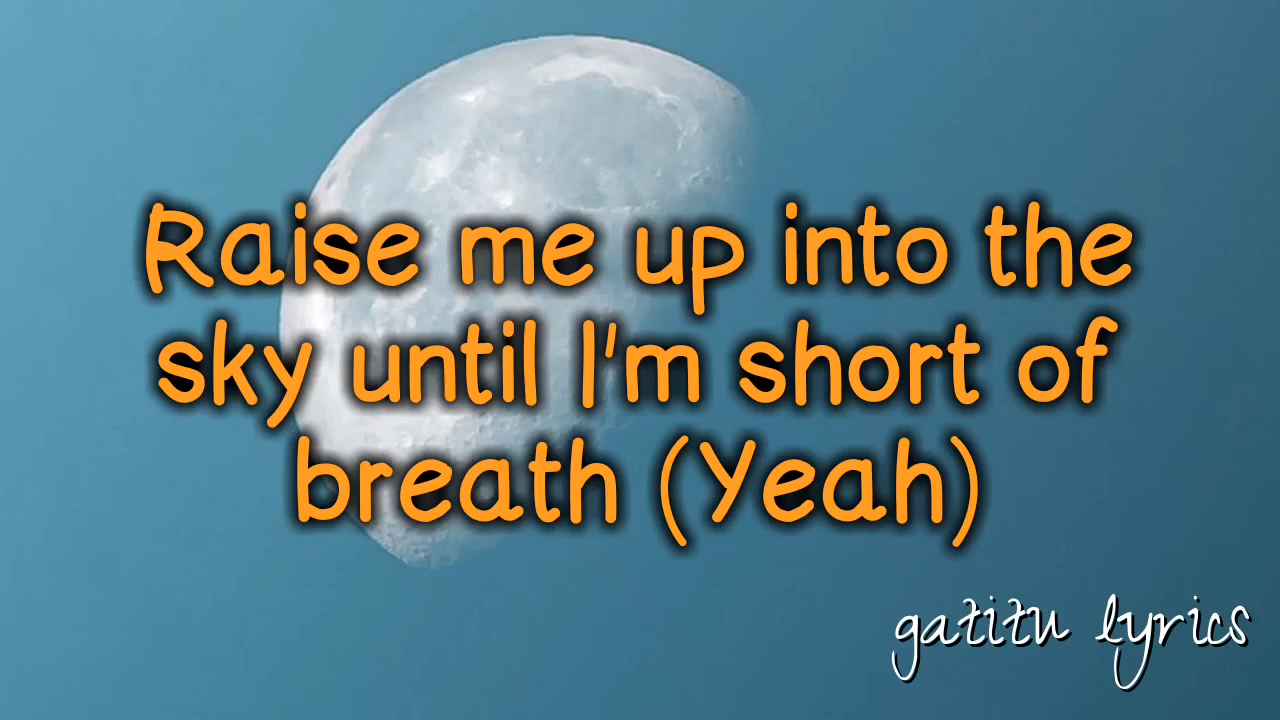 Raise me up into the
sky until I'm short of
breath (Yeah)
gatitu lyrics